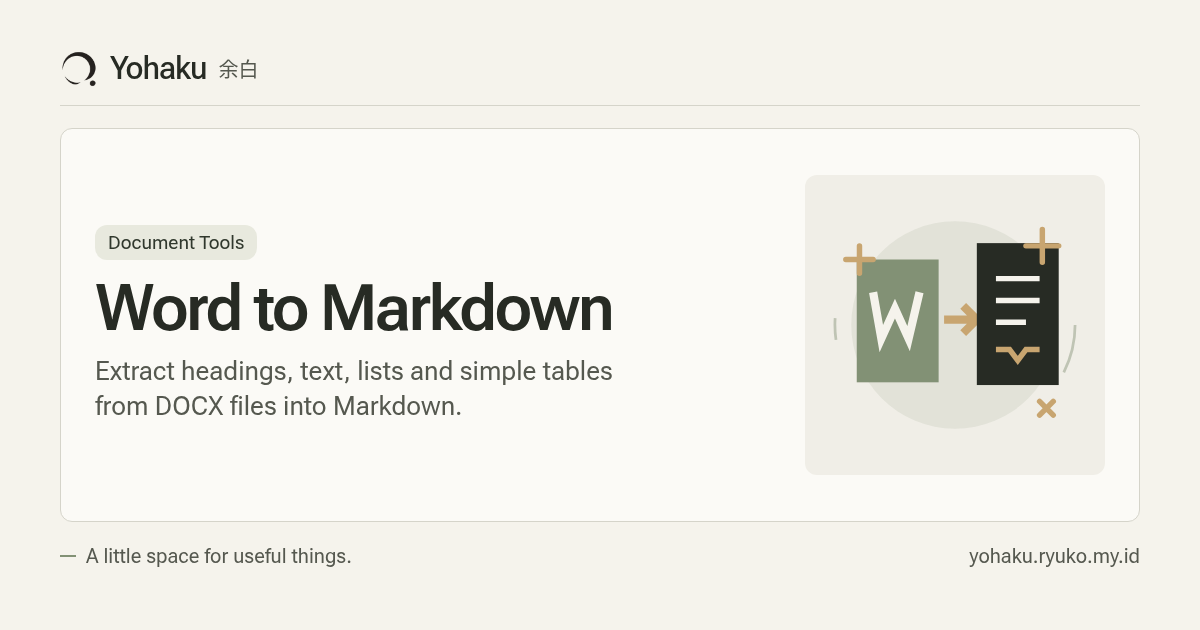 Yohaku 余白
Document Tools
Word to Markdown
Extract headings, text, lists and simple tables
from DOCX files into Markdown.
W
— A little space for useful things.
yohaku.ryuko.my.id